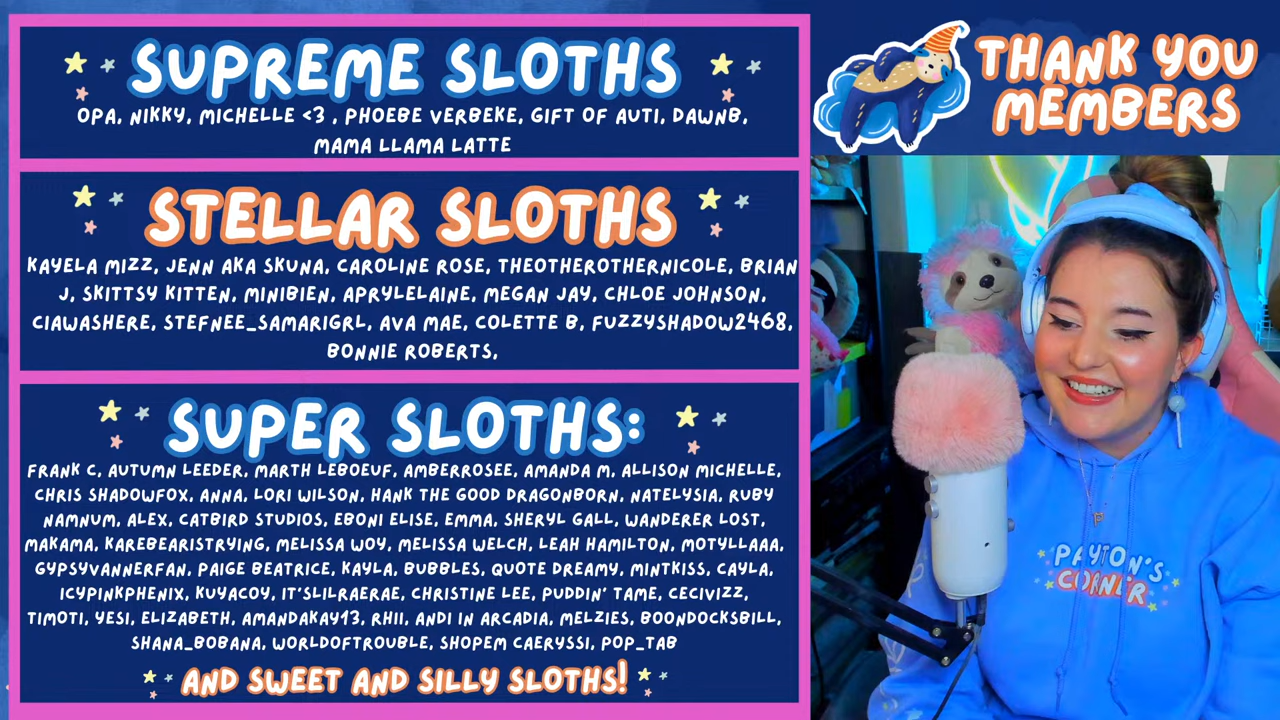 SUPREME SLOTHS
OPA, NIKKY, MICHELLE <3 , PHOEBE VERBEKE, GIFT OF AUTI, DAWNB,
MAMA LLAMA LATTE
STELLAR SLOTHS
KAYELA MIZZ, JENN AKA SKUNA, CAROLINE ROSE, THEOTHEROTHERNICOLE, BRIAN
J, SKITTSY KITTEN, MINIBIEN, APRYLELAINE, MEGAN JAY, CHLOE JOHNSON,
CIAWASHERE, STEFNEE_SAMARIGRL, AVA MAE, COLETTE B, FUZZYSHADOW2468,
BONNIE ROBERTS,
SUPER SLOTHS:
FRANK C, AUTUMN LEEDER, MARTH LEBOEUF, AMBERROSEE, AMANDA M, ALLISON MICHELLE,
CHRIS SHADOWFOX, ANNA, LORI WILSON, HANK THE GOOD DRAGONBORN, NATELYSIA, RUBY
NAMNUM, ALEX, CATBIRD STUDIOS, EBONI ELISE, EMMA, SHERYL GALL, WANDERER LOST,
MAKAMA, KAREBEARISTRYING, MELISSA WOY, MELISSA WELCH, LEAH HAMILTON, MOTYLLAAA,
GYPSYVANNERFAN, PAIGE BEATRICE, KAYLA, BUBBLES, QUOTE DREAMY, MINTKISS, CAYLA,
ICYPINKPHENIX, KUYACOY, IT'SLILRAERAE, CHRISTINE LEE, PUDDIN' TAME, CECIVIZZ,
TIMOTI, YESI, ELIZABETH, AMANDAKAY13, RHII, ANDI IN ARCADIA, MELZIES, BOONDOCKSBILL,
SHANA_BOBANA, WORLDOFTROUBLE, SHOPEM CAERYSSI, POP_TAB
AND SWEET AND SILLY SLOTHS!
THANK YOU
MEMBERS
PAYTON'S
CORNER